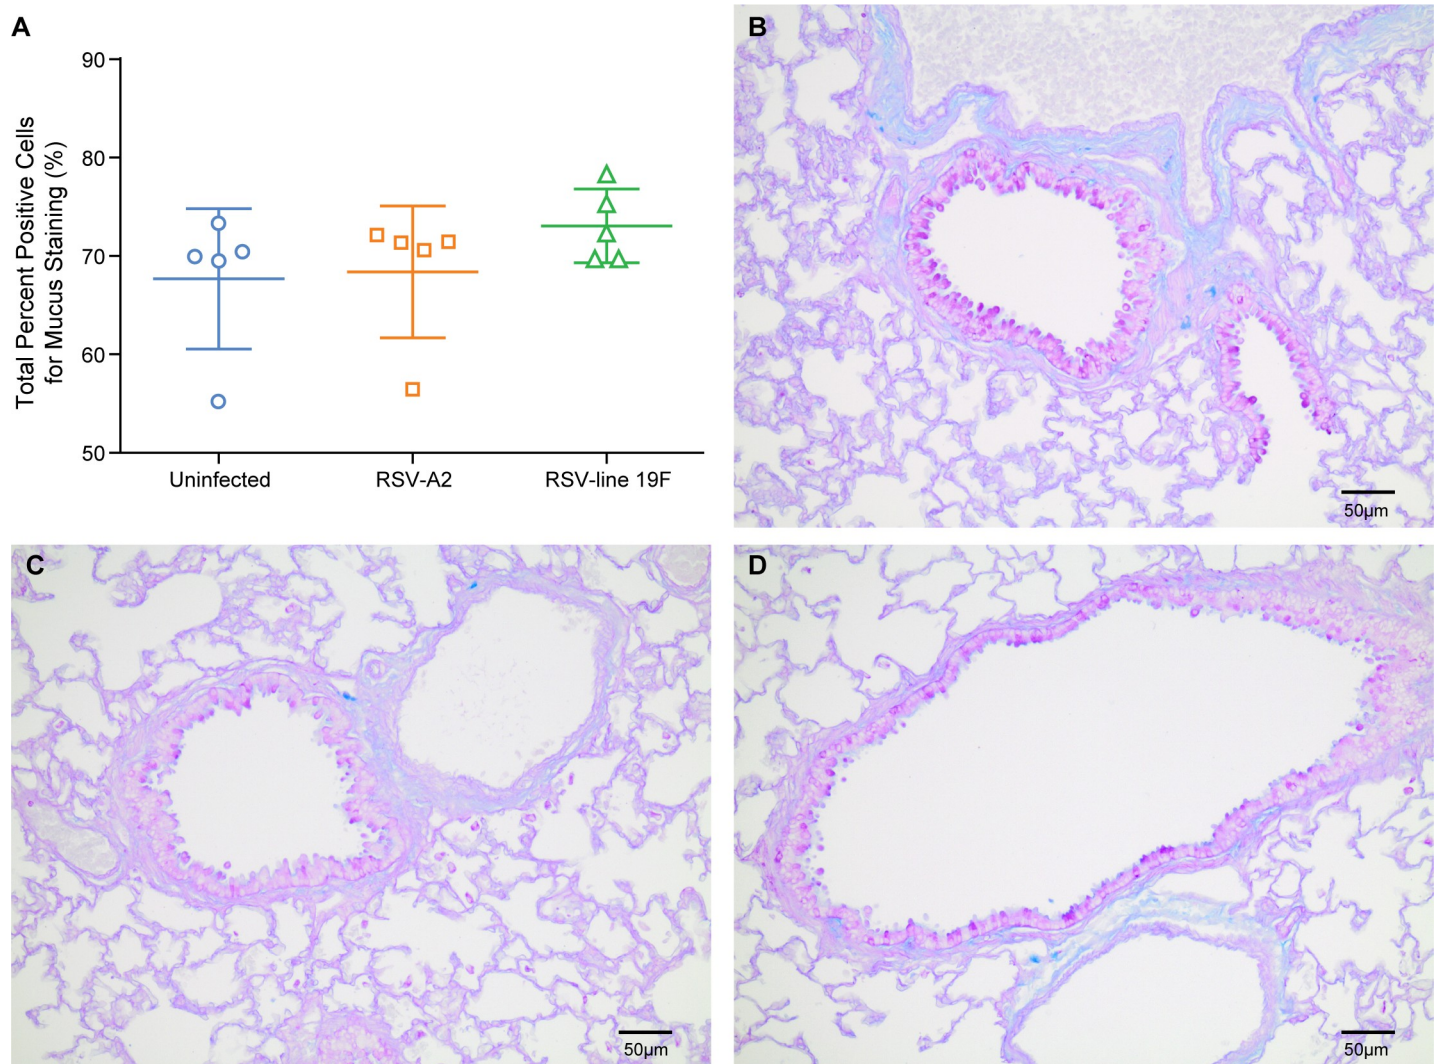 A
Total Percent Positive Cells
for Mucus Staining (%)
90
80
70
60
50
Uninfected
RSV-A2
RSV-line 19F
B
50μm
C
50μm
D
50μm